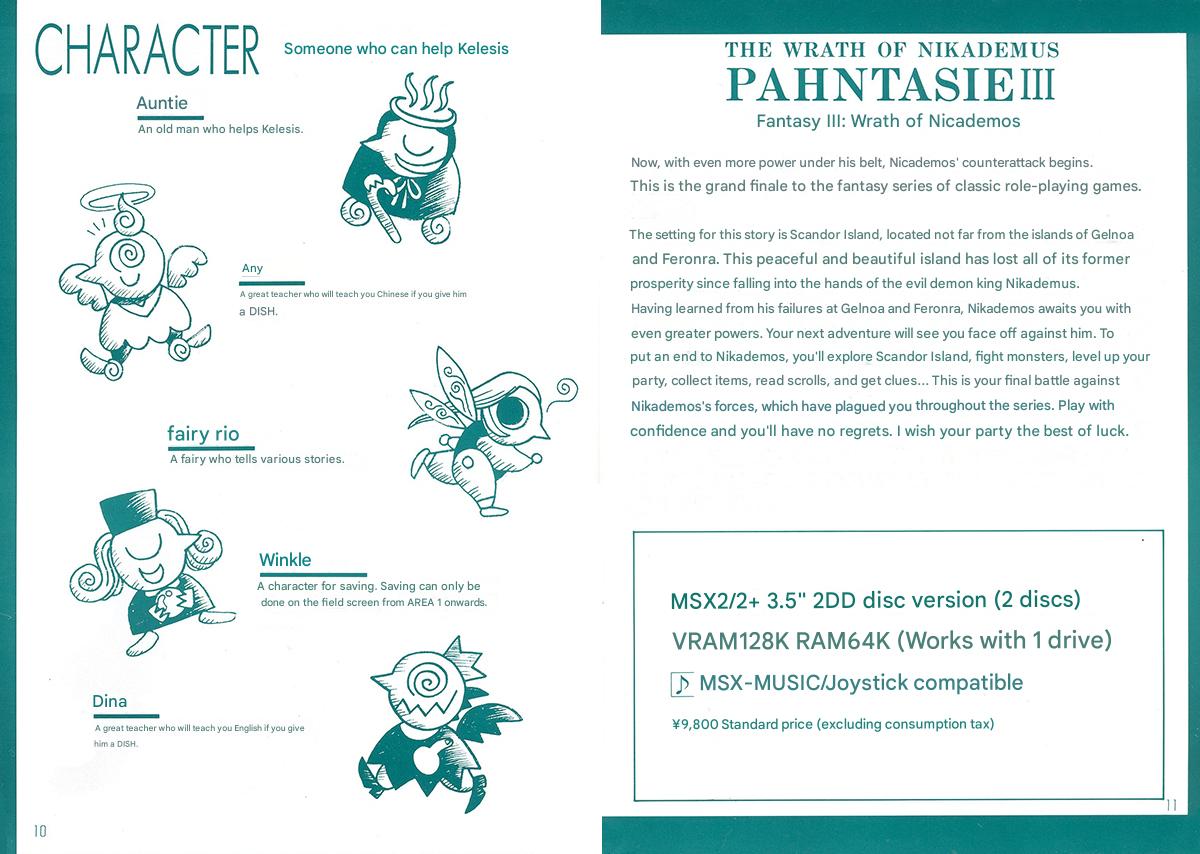 CHARACTER
Someone who can help Kelesis
Auntie
An old man who helps Kelesis.
Any
A great teacher who will teach you Chinese if you give him
a DISH.
fairy rio
A fairy who tells various stories.
Winkle
A character for saving. Saving can only be
done on the field screen from AREA 1 onwards.
Dina
A great teacher who will teach you English if you give
him a DISH.
10
THE WRATH OF NIKADEMUS
PAHNTASIE III
Fantasy III: Wrath of Nicademos
Now, with even more power under his belt, Nicademos' counterattack begins.
This is the grand finale to the fantasy series of classic role-playing games.
The setting for this story is Scandor Island, located not far from the islands of Gelnoa
and Feronra. This peaceful and beautiful island has lost all of its former
prosperity since falling into the hands of the evil demon king Nikademus.
Having learned from his failures at Gelnoa and Feronra, Nikademos awaits you with
even greater powers. Your next adventure will see you face off against him. To
put an end to Nikademos, you'll explore Scandor Island, fight monsters, level up your
party, collect items, read scrolls, and get clues... This is your final battle against
Nikademos's forces, which have plagued you throughout the series. Play with
confidence and you'll have no regrets. I wish your party the best of luck.
MSX2/2+ 3.5" 2DD disc version (2 discs)
VRAM128K RAM64K (Works with 1 drive)
♪ MSX-MUSIC/Joystick compatible
¥9,800 Standard price (excluding consumption tax)
11